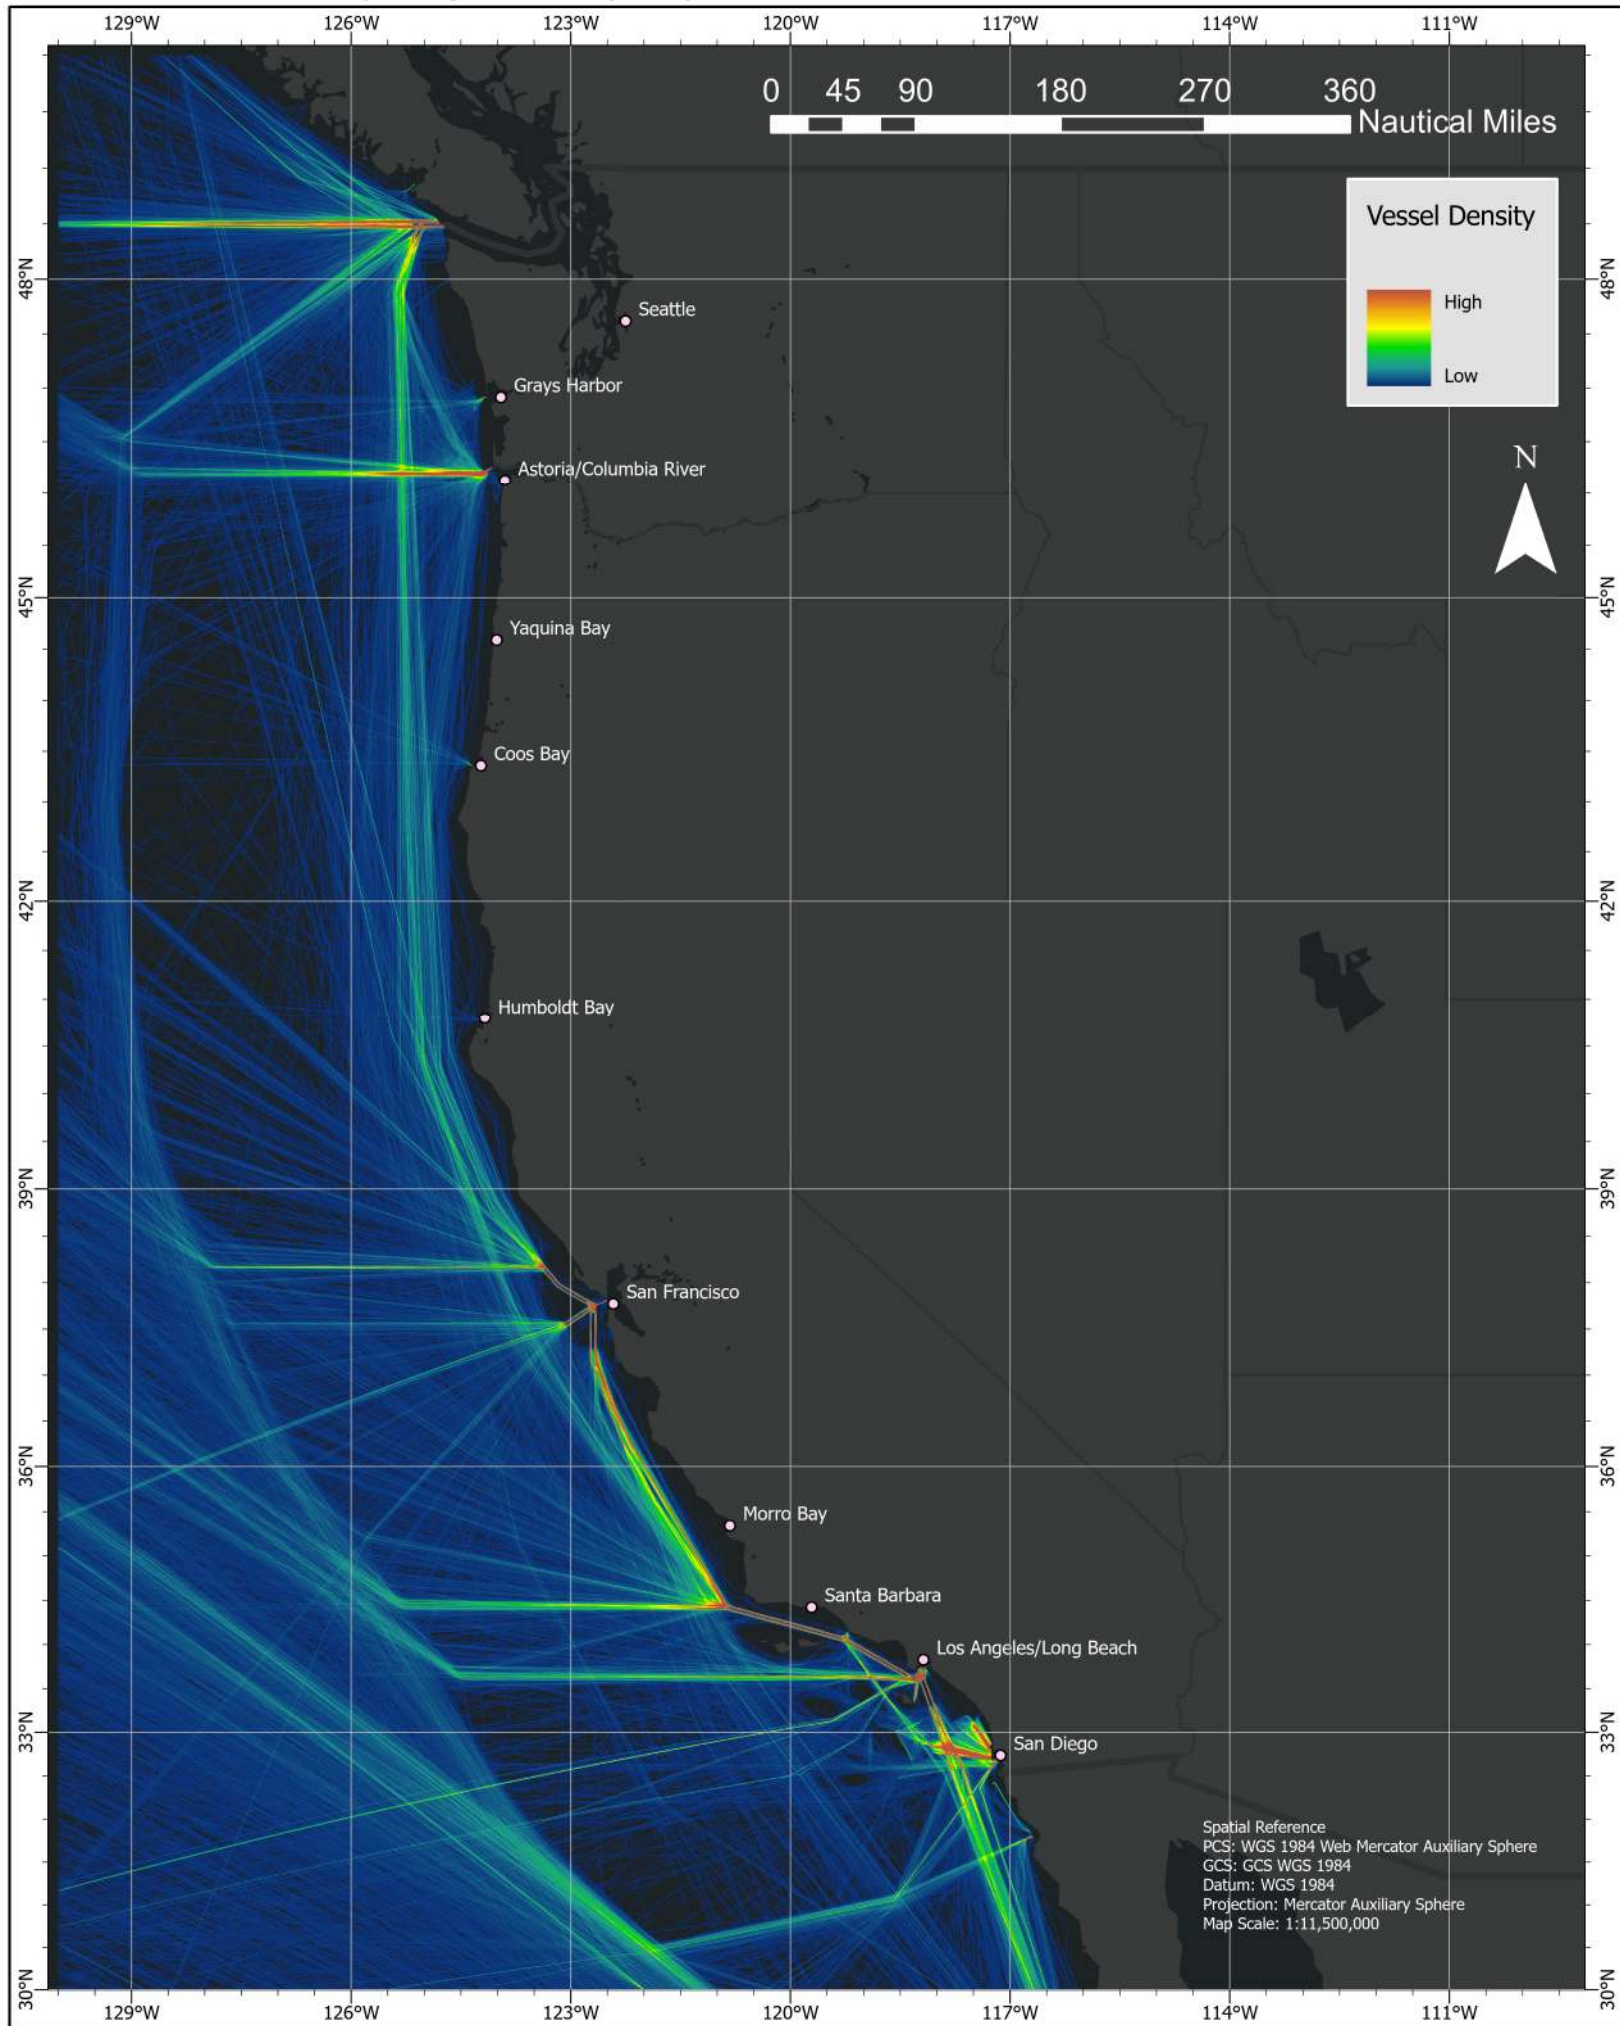 129°W 126°W 123°W 120°W 117°W 114°W 111°W
0 45 90 180 270 360
Nautical Miles
Vessel Density
High
Low
48°N 48°N
Seattle
Grays Harbor
N
Astoria/Columbia River
45°N 45°N
Yaquina Bay
Coos Bay
42°N 42°N
Humboldt Bay
39°N 39°N
San Francisco
36°N 36°N
Morro Bay
Santa Barbara
Los Angeles/Long Beach
33°N 33°N
San Diego
Spatial Reference
PCS: WGS 1984 Web Mercator Auxiliary Sphere
GCS: GCS WGS 1984
Datum: WGS 1984
Projection: Mercator Auxiliary Sphere
Map Scale: 1:11,500,000
30°N 30°N
129°W 126°W 123°W 120°W 117°W 114°W 111°W